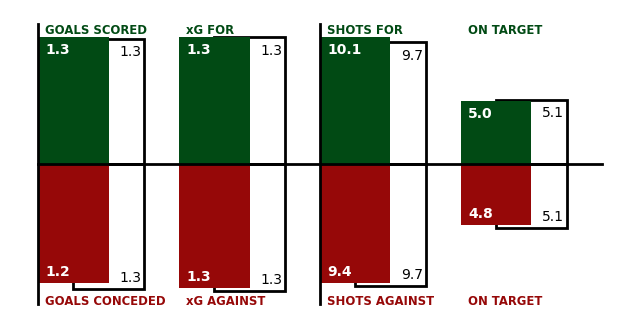 GOALS SCORED xG FOR SHOTS FOR ON TARGET
1.3 1.3 1.3 1.3 10.1 9.7 5.0 5.1
1.2 1.3 1.3 1.3 9.4 9.7 4.8 5.1
GOALS CONCEDED xG AGAINST SHOTS AGAINST ON TARGET